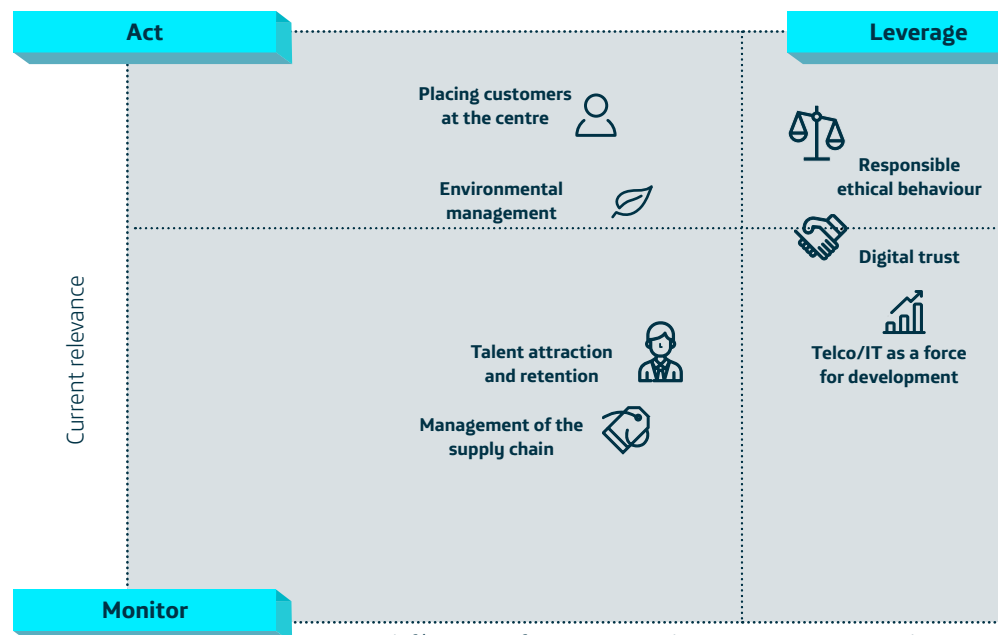 Act
Leverage
Placing customers
at the centre
Responsible
ethical behaviour
Environmental
management
Digital trust
Current relevance
Talent attraction
and retention
Telco/IT as a force
for development
Management of the
supply chain
Monitor